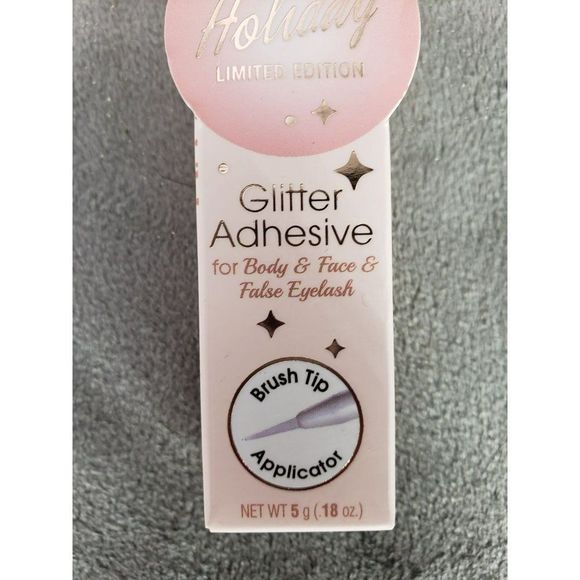 Holiday
LIMITED EDITION
Glitter
Adhesive
for Body & Face &
False Eyelash
Brush Tip
Applicator
NET WT 5 g (.18 oz.)